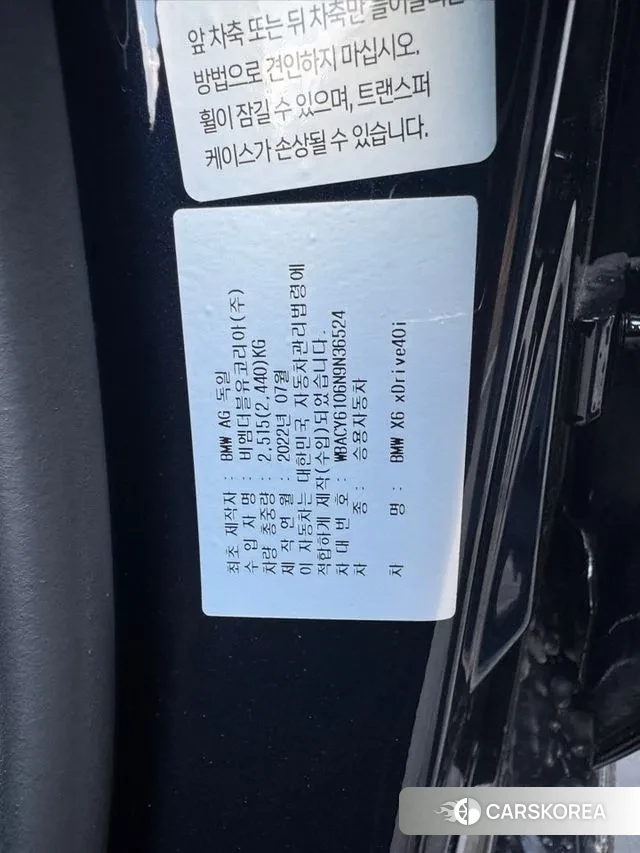 앞 차축 또는 뒤 차축만 들어올리는
방법으로 견인하지 마십시오.
휠이 잠길 수 있으며, 트랜스퍼
케이스가 손상될 수 있습니다.
최초 제작자 : BMW AG 독일
수 입 자 명 : 비엠더블유코리아(주)
차량 총중량 : 2,515(2,440)KG
제 작 연 월 : 2022년 07월
이 자동차는 대한민국 자동차관리법령에
적합하게 제작(수입)되었습니다.
차 대 번 호 : WBACY6106N9N36524
차 종 : 승용자동차
차 명 : BMW X6 xDrive40i
CARSKOREA